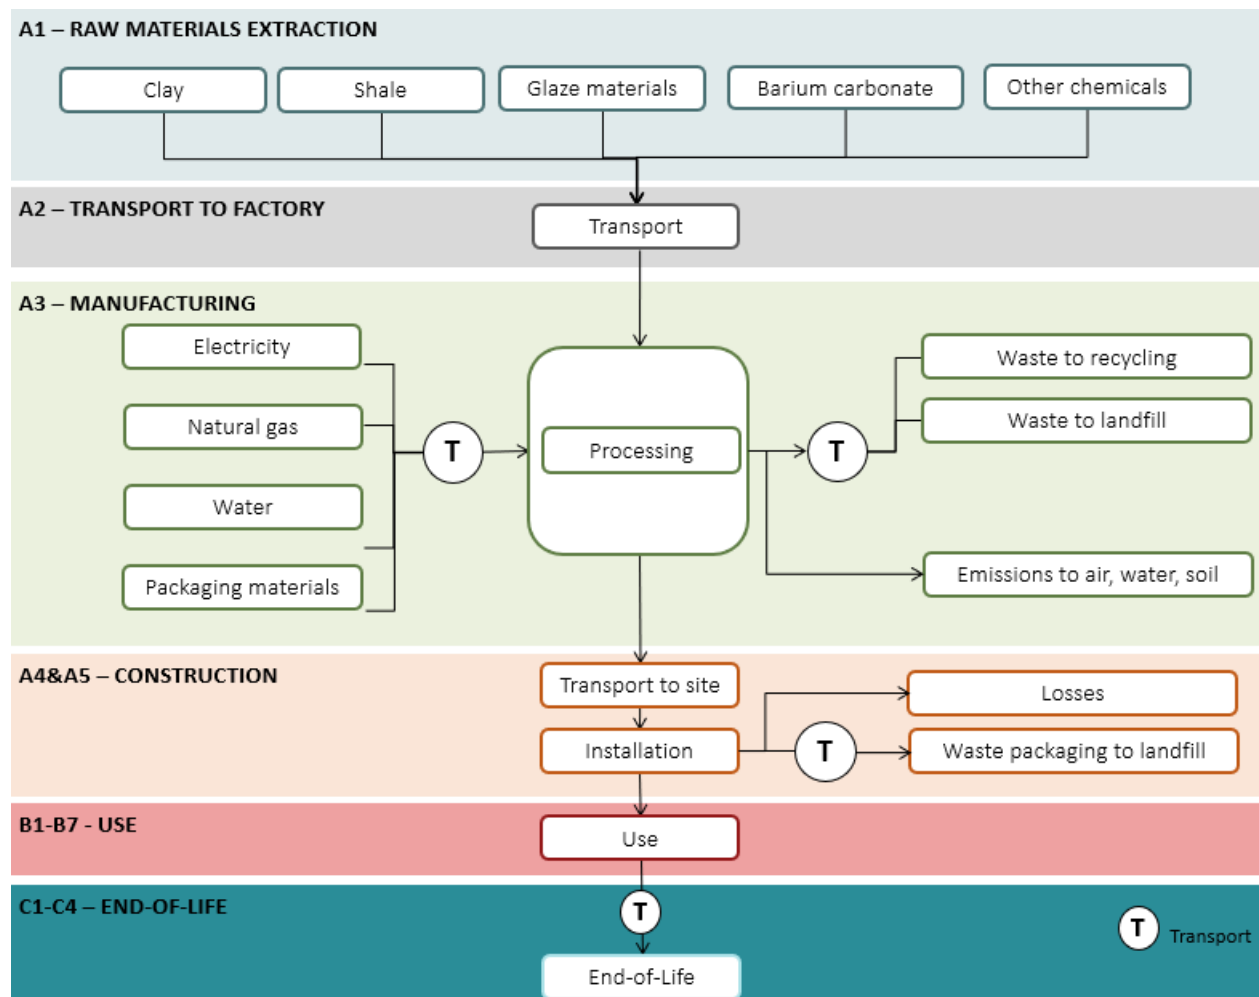 A1 – RAW MATERIALS EXTRACTION
Clay
Shale
Glaze materials
Barium carbonate
Other chemicals
A2 – TRANSPORT TO FACTORY
Transport
A3 – MANUFACTURING
Electricity
Natural gas
Water
Packaging materials
T
Processing
T
Waste to recycling
Waste to landfill
Emissions to air, water, soil
A4&A5 – CONSTRUCTION
Transport to site
Installation
T
Losses
Waste packaging to landfill
B1-B7 - USE
Use
C1-C4 – END-OF-LIFE
T
End-of-Life
T Transport